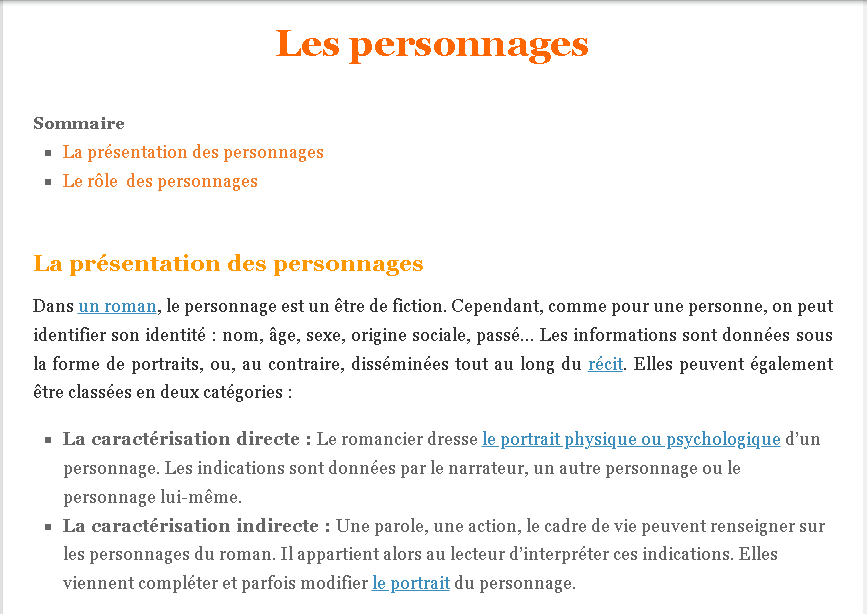 Les personnages
Sommaire
La présentation des personnages
Le rôle  des personnages
La présentation des personnages
Dans un roman, le personnage est un être de fiction. Cependant, comme pour une personne, on peut
identifier son identité : nom, âge, sexe, origine sociale, passé… Les informations sont données sous
la forme de portraits, ou, au contraire, disséminées tout au long du récit. Elles peuvent également
être classées en deux catégories :
La caractérisation directe : Le romancier dresse le portrait physique ou psychologique d’un
personnage. Les indications sont données par le narrateur, un autre personnage ou le
personnage lui-même.
La caractérisation indirecte : Une parole, une action, le cadre de vie peuvent renseigner sur
les personnages du roman. Il appartient alors au lecteur d’interpréter ces indications. Elles
viennent compléter et parfois modifier le portrait du personnage.